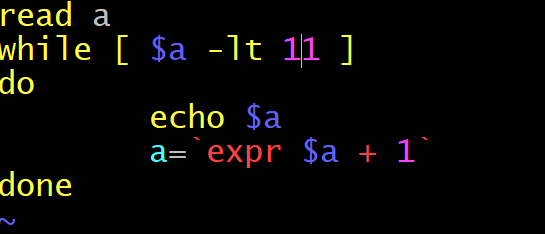 read a
while [ $a -lt 11 ]
do
echo $a
a=`expr $a + 1`
done
~